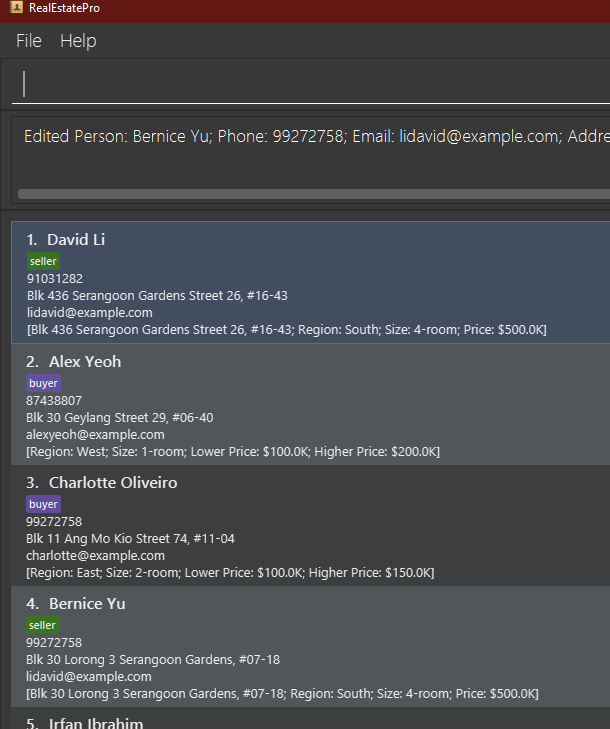 RealEstatePro
File Help
Edited Person: Bernice Yu; Phone: 99272758; Email: lidavid@example.com; Addre
1. David Li
seller
91031282
Blk 436 Serangoon Gardens Street 26, #16-43
lidavid@example.com
[Blk 436 Serangoon Gardens Street 26, #16-43; Region: South; Size: 4-room; Price: $500.0K]
2. Alex Yeoh
buyer
87438807
Blk 30 Geylang Street 29, #06-40
alexyeoh@example.com
[Region: West; Size: 1-room; Lower Price: $100.0K; Higher Price: $200.0K]
3. Charlotte Oliveiro
buyer
99272758
Blk 11 Ang Mo Kio Street 74, #11-04
charlotte@example.com
[Region: East; Size: 2-room; Lower Price: $100.0K; Higher Price: $150.0K]
4. Bernice Yu
seller
99272758
Blk 30 Lorong 3 Serangoon Gardens, #07-18
lidavid@example.com
[Blk 30 Lorong 3 Serangoon Gardens, #07-18; Region: South; Size: 4-room; Price: $500.0K]
5. Irfan Ibrahim